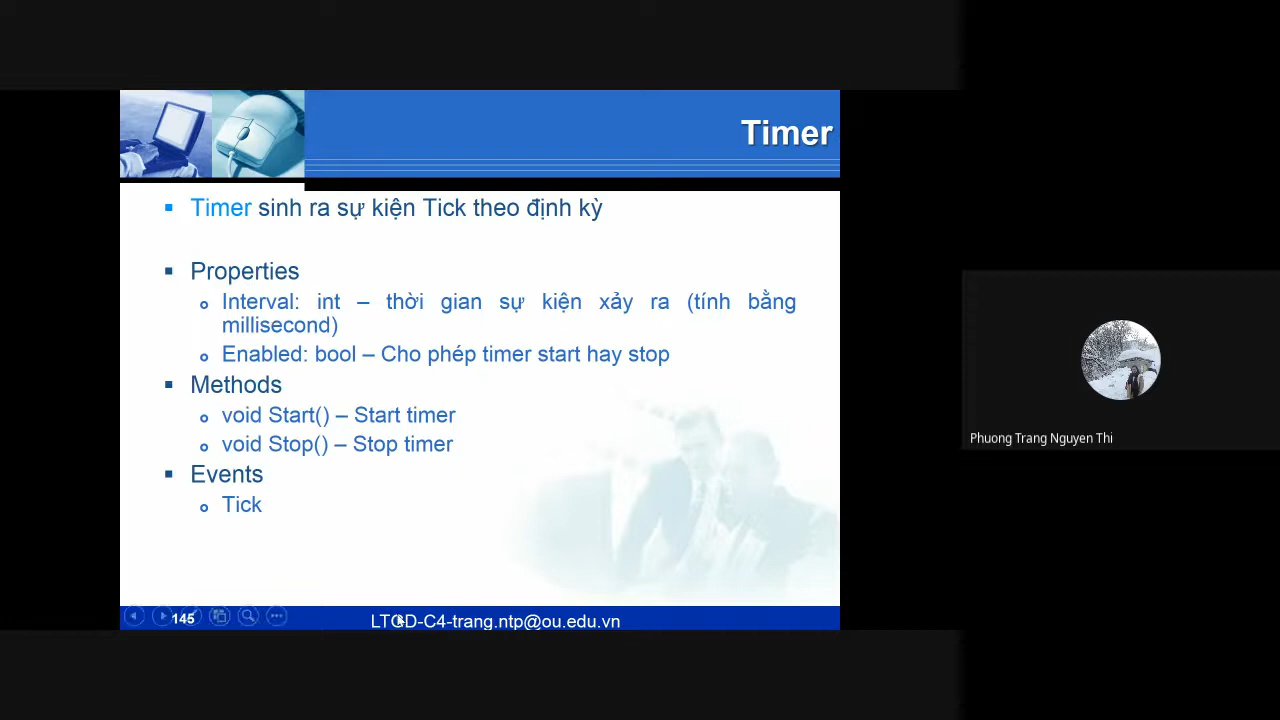 Timer
Timer sinh ra sự kiện Tick theo định kỳ
Properties
Interval: int – thời gian sự kiện xảy ra (tính bằng
millisecond)
Enabled: bool – Cho phép timer start hay stop
Methods
void Start() – Start timer
void Stop() – Stop timer
Events
Tick
Phuong Trang Nguyen Thi
145
LTGD-C4-trang.ntp@ou.edu.vn